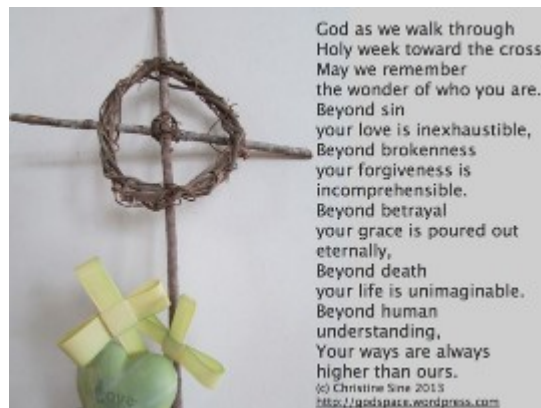 God as we walk through
Holy week toward the cross
May we remember
the wonder of who you are.
Beyond sin
your love is inexhaustible,
Beyond brokenness
your forgiveness is
incomprehensible.
Beyond betrayal
your grace is poured out
eternally,
Beyond death
your life is unimaginable.
Beyond human
understanding,
Your ways are always
higher than ours.
(c) Christine Sine 2013
http://godspace.wordpress.com
Love